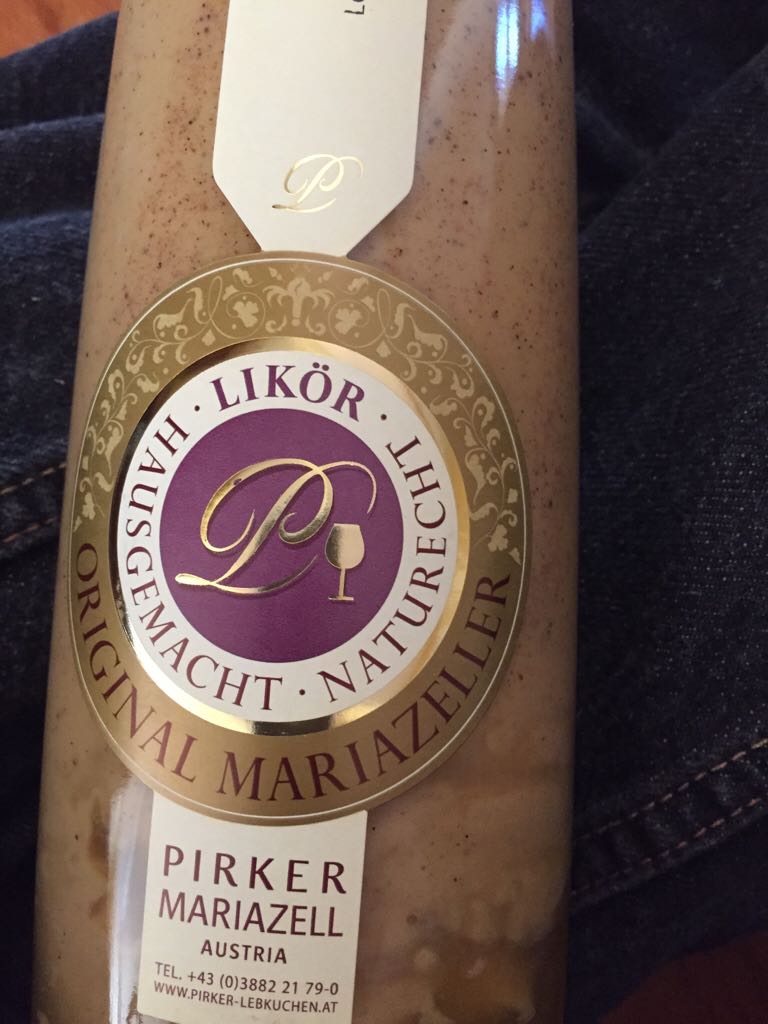 P
· LIKÖR ·
HAUSGEMACHT · NATURECHT
P
ORIGINAL MARIAZELLER
PIRKER
MARIAZELL
AUSTRIA
TEL. +43 (0)3882 21 79-0
WWW.PIRKER-LEBKUCHEN.AT